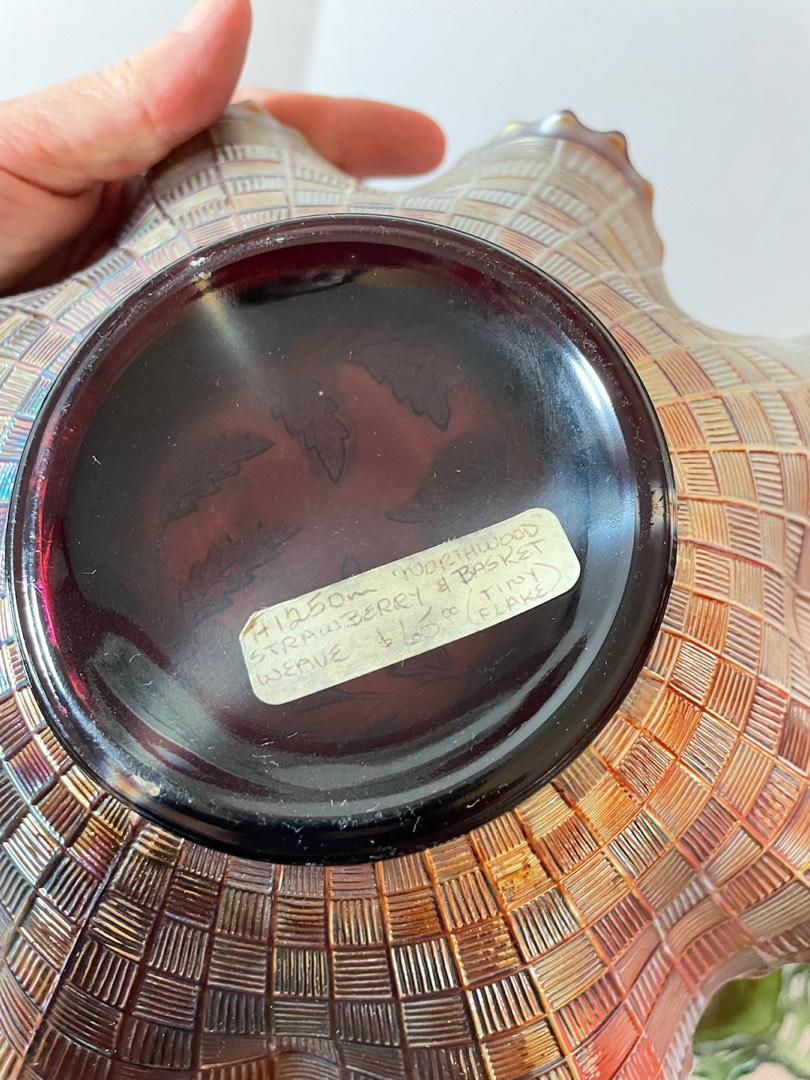 H1250m "NORTHWOOD
STRAWBERRY & BASKET
WEAVE $65.00 (TINY
FLAKE)